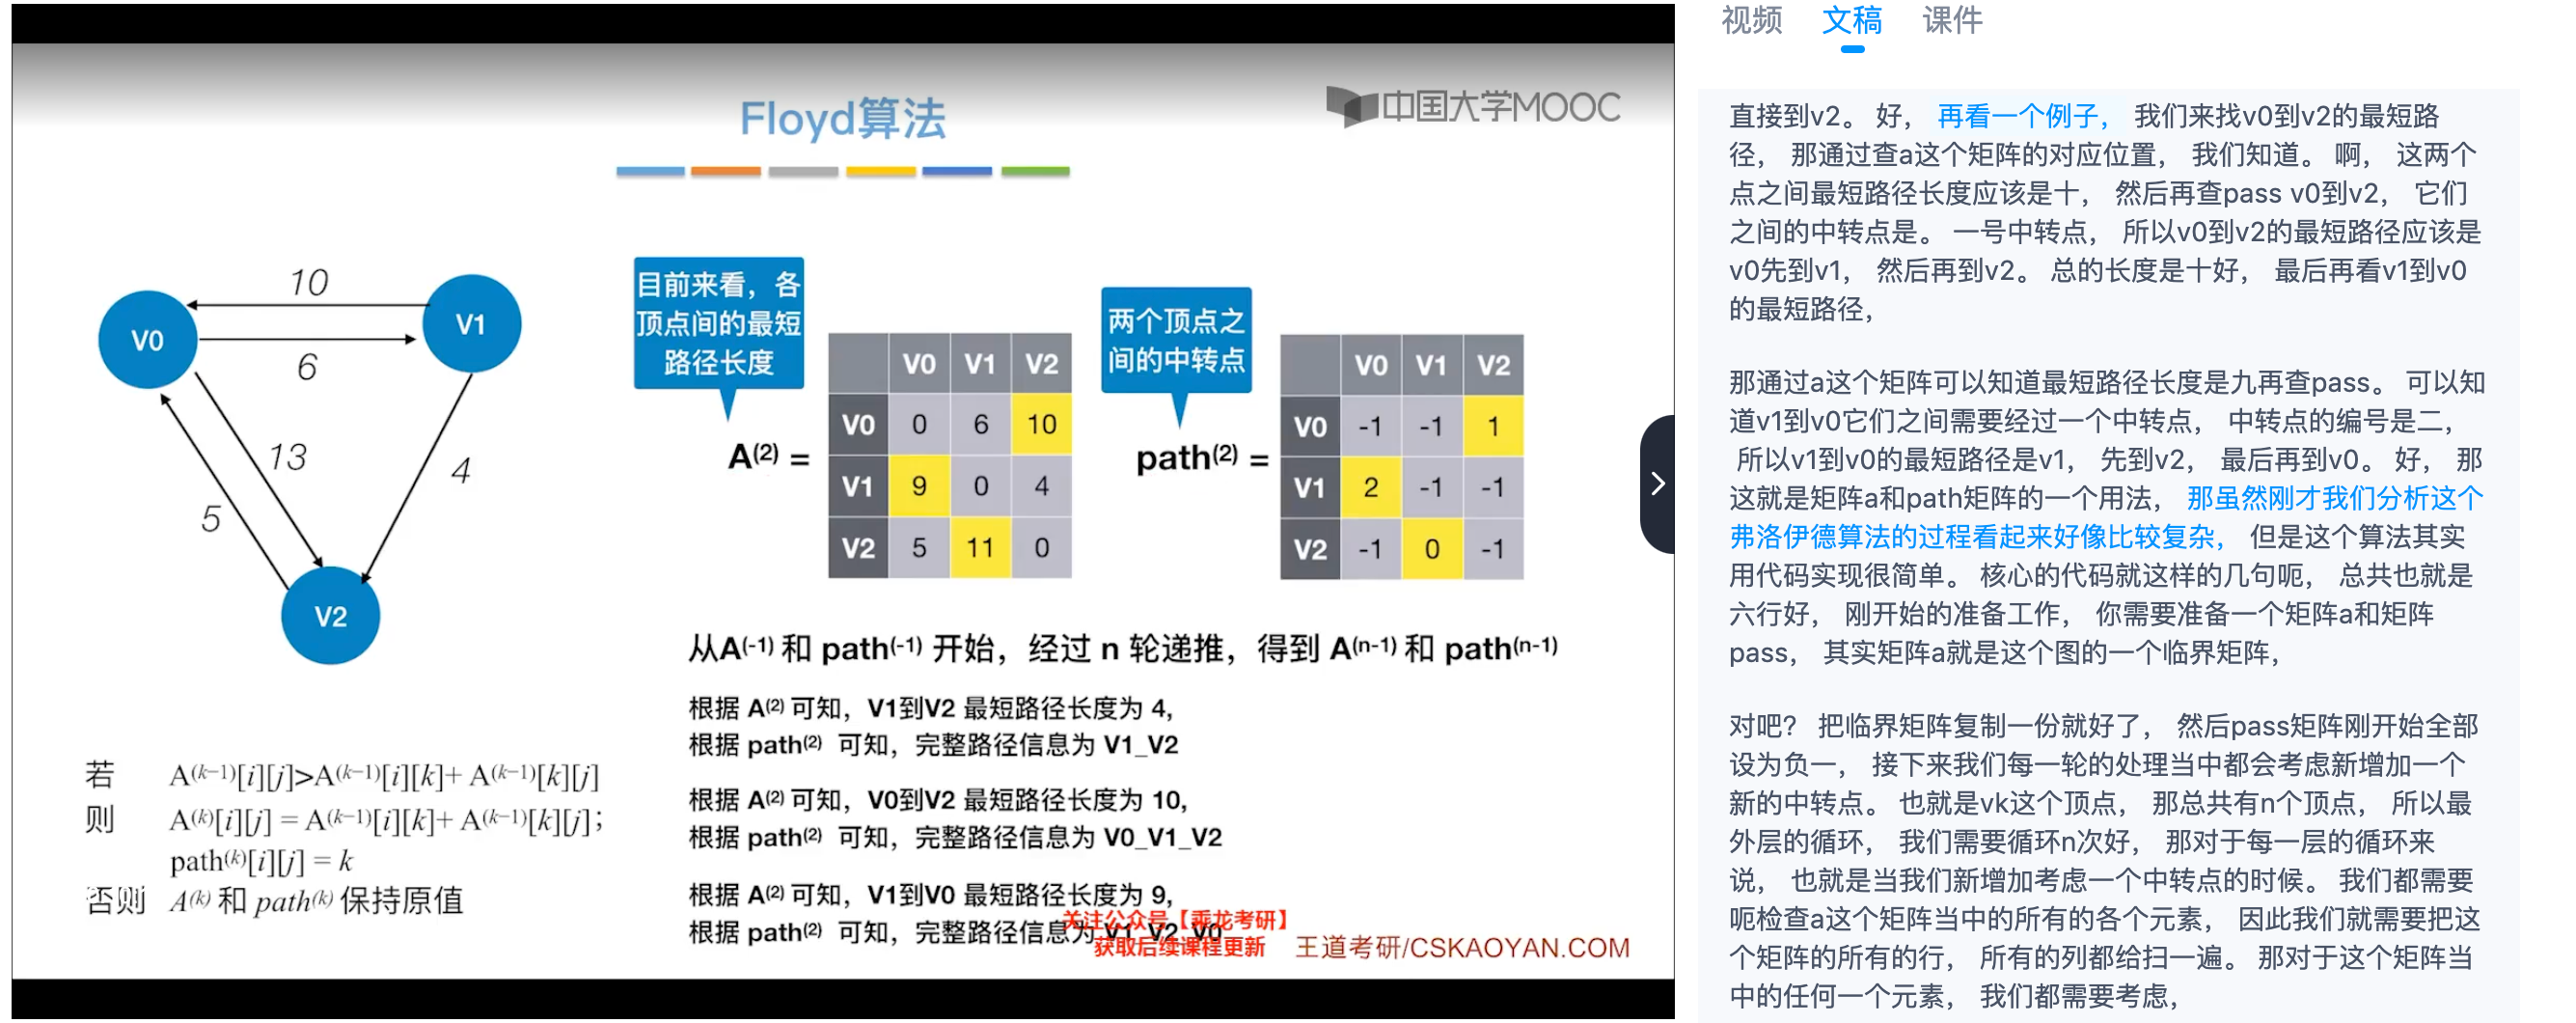 Floyd算法
中国大学MOOC
10
V0
V1
6
13
4
5
V2
目前来看，各
顶点间的最短
路径长度
A(2) =
V0 V1 V2
V0 0 6 10
V1 9 0 4
V2 5 11 0
两个顶点之
间的中转点
path(2) =
V0 V1 V2
V0 -1 -1 1
V1 2 -1 -1
V2 -1 0 -1
从A(-1) 和 path(-1) 开始，经过 n 轮递推，得到 A(n-1) 和 path(n-1)
根据 A(2) 可知，V1到V2 最短路径长度为 4,
根据 path(2) 可知，完整路径信息为 V1_V2
根据 A(2) 可知，V0到V2 最短路径长度为 10,
根据 path(2) 可知，完整路径信息为 V0_V1_V2
根据 A(2) 可知，V1到V0 最短路径长度为 9,
根据 path(2) 可知，完整路径信息为 V1_V2_V0
关注公众号【乘龙考研】
获取后续课程更新
王道考研/CSKAOYAN.COM
若 A(k−1)[i][j]>A(k−1)[i][k]+ A(k−1)[k][j]
则 A(k)[i][j] = A(k−1)[i][k]+ A(k−1)[k][j];
path(k)[i][j] = k
否则 A(k) 和 path(k) 保持原值
视频 文稿 课件
直接到v2。 好， 再看一个例子， 我们来找v0到v2的最短路
径， 那通过查a这个矩阵的对应位置， 我们知道。 啊， 这两个
点之间最短路径长度应该是十， 然后再查pass v0到v2， 它们
之间的中转点是。 一号中转点， 所以v0到v2的最短路径应该是
v0先到v1， 然后再到v2。 总的长度是十好， 最后再看v1到v0
的最短路径，
那通过a这个矩阵可以知道最短路径长度是九再查pass。 可以知
道v1到v0它们之间需要经过一个中转点， 中转点的编号是二，
所以v1到v0的最短路径是v1， 先到v2， 最后再到v0。 好， 那
这就是矩阵a和path矩阵的一个用法， 那虽然刚才我们分析这个
弗洛伊德算法的过程看起来好像比较复杂， 但是这个算法其实
用代码实现很简单。 核心的代码就这样的几句呃， 总共也就是
六行好， 刚开始的准备工作， 你需要准备一个矩阵a和矩阵
pass， 其实矩阵a就是这个图的一个临界矩阵，
对吧？ 把临界矩阵复制一份就好了， 然后pass矩阵刚开始全部
设为负一， 接下来我们每一轮的处理当中都会考虑新增加一个
新的中转点。 也就是vk这个顶点， 那总共有n个顶点， 所以最
外层的循环， 我们需要循环n次好， 那对于每一层的循环来
说， 也就是当我们新增加考虑一个中转点的时候。 我们都需要
呃检查a这个矩阵当中的所有的各个元素， 因此我们就需要把这
个矩阵的所有的行， 所有的列都给扫一遍。 那对于这个矩阵当
中的任何一个元素， 我们都需要考虑，